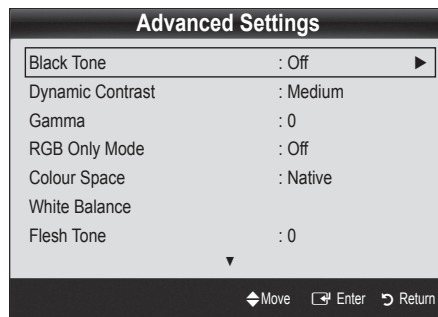 Advanced Settings
Black Tone : Off ►
Dynamic Contrast : Medium
Gamma : 0
RGB Only Mode : Off
Colour Space : Native
White Balance
Flesh Tone : 0
▼
Move Enter Return